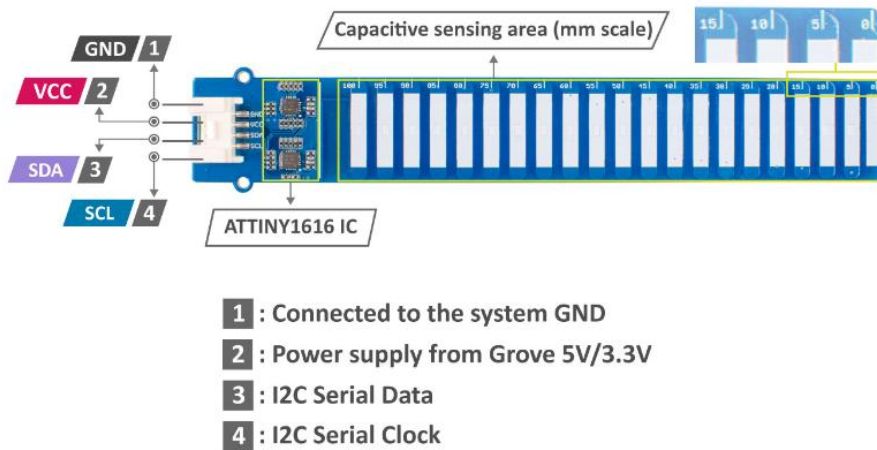 Capacitive sensing area (mm scale)
15 10 5 0
GND 1
VCC 2
SDA 3
SCL 4
100 95 90 85 80 75 70 65 60 55 50 45 40 35 30 25 20 15 10 5 0
GND
VCC
SDA
SCL
ATTINY1616 IC
1 : Connected to the system GND
2 : Power supply from Grove 5V/3.3V
3 : I2C Serial Data
4 : I2C Serial Clock